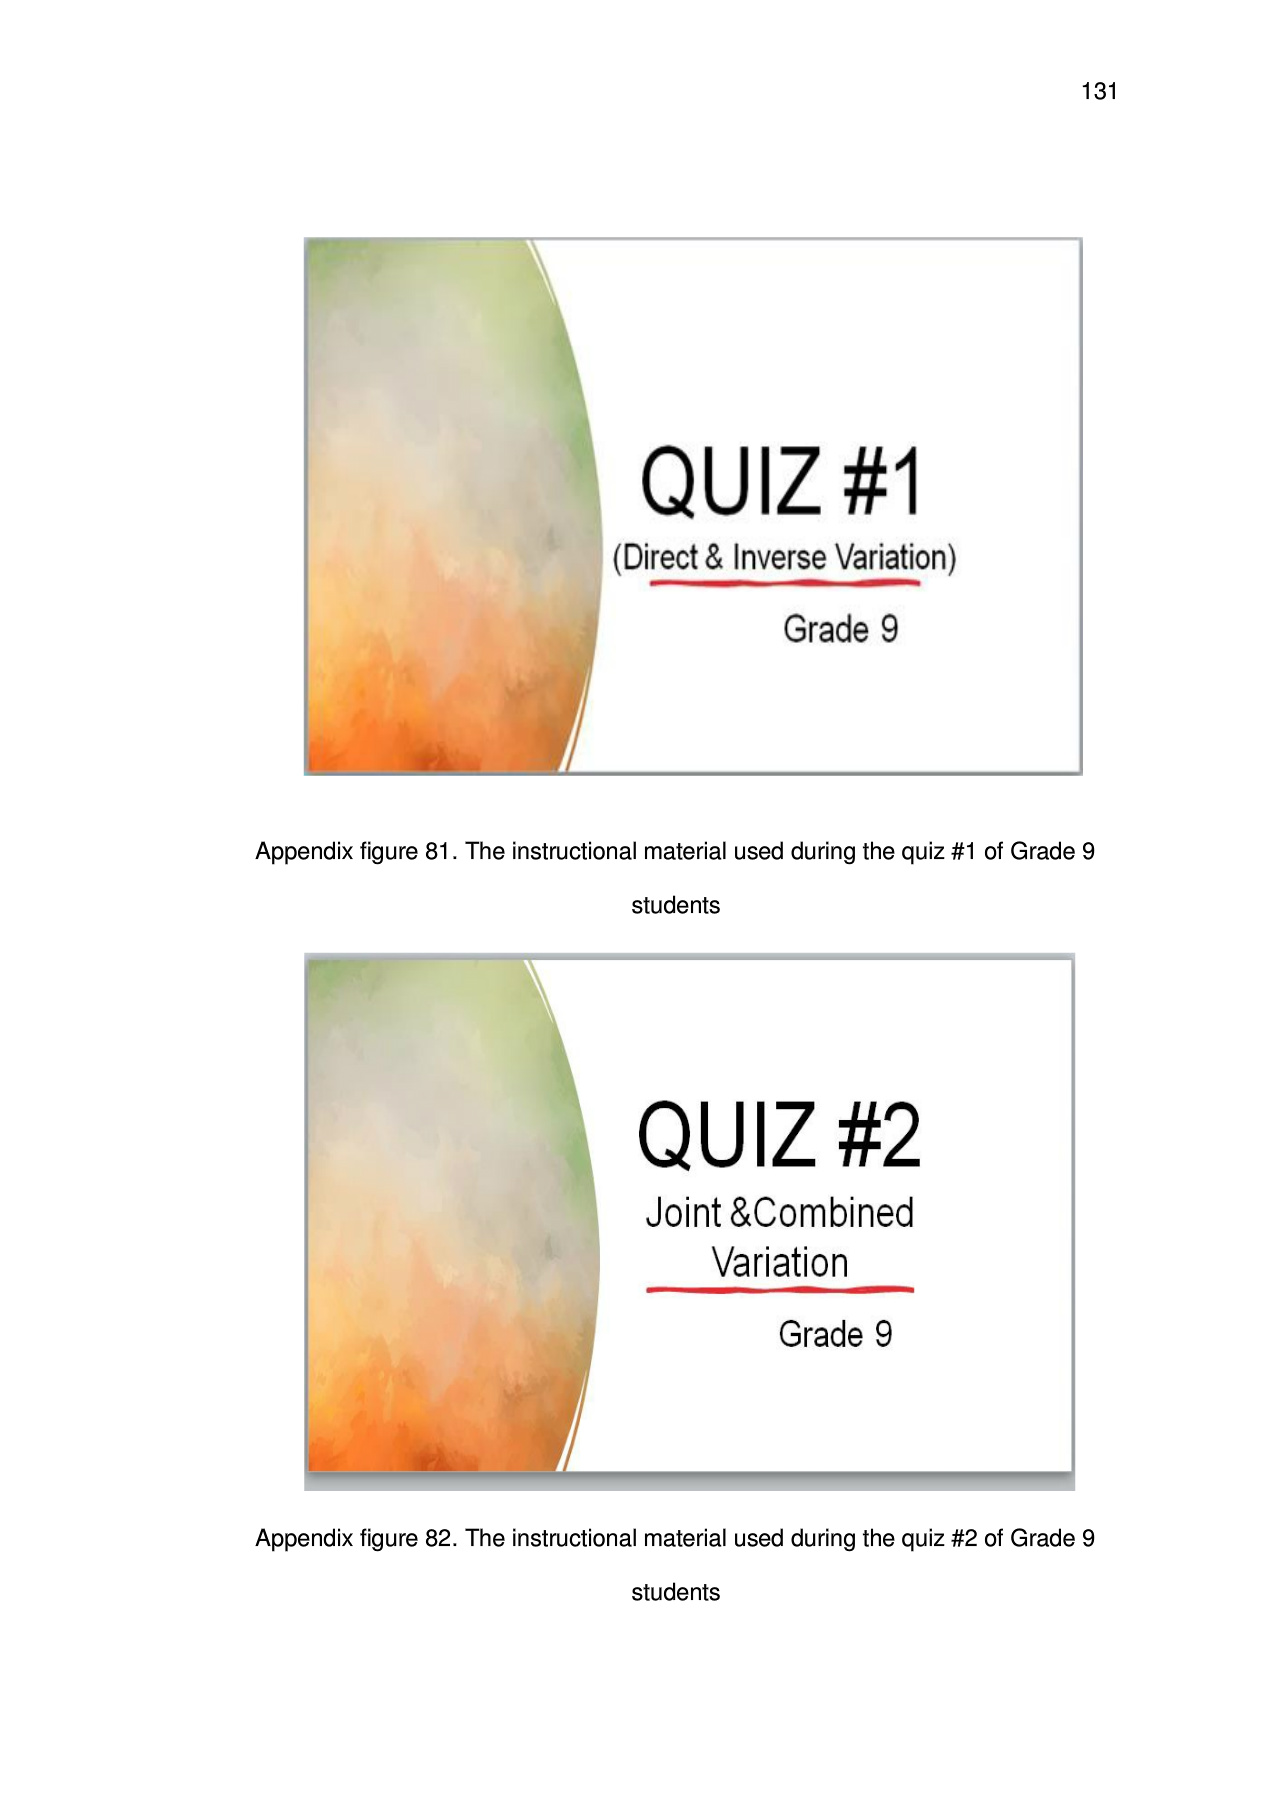 131
QUIZ #1
(Direct & Inverse Variation)
Grade 9
Appendix figure 81. The instructional material used during the quiz #1 of Grade 9
students
QUIZ #2
Joint &Combined
Variation
Grade 9
Appendix figure 82. The instructional material used during the quiz #2 of Grade 9
students